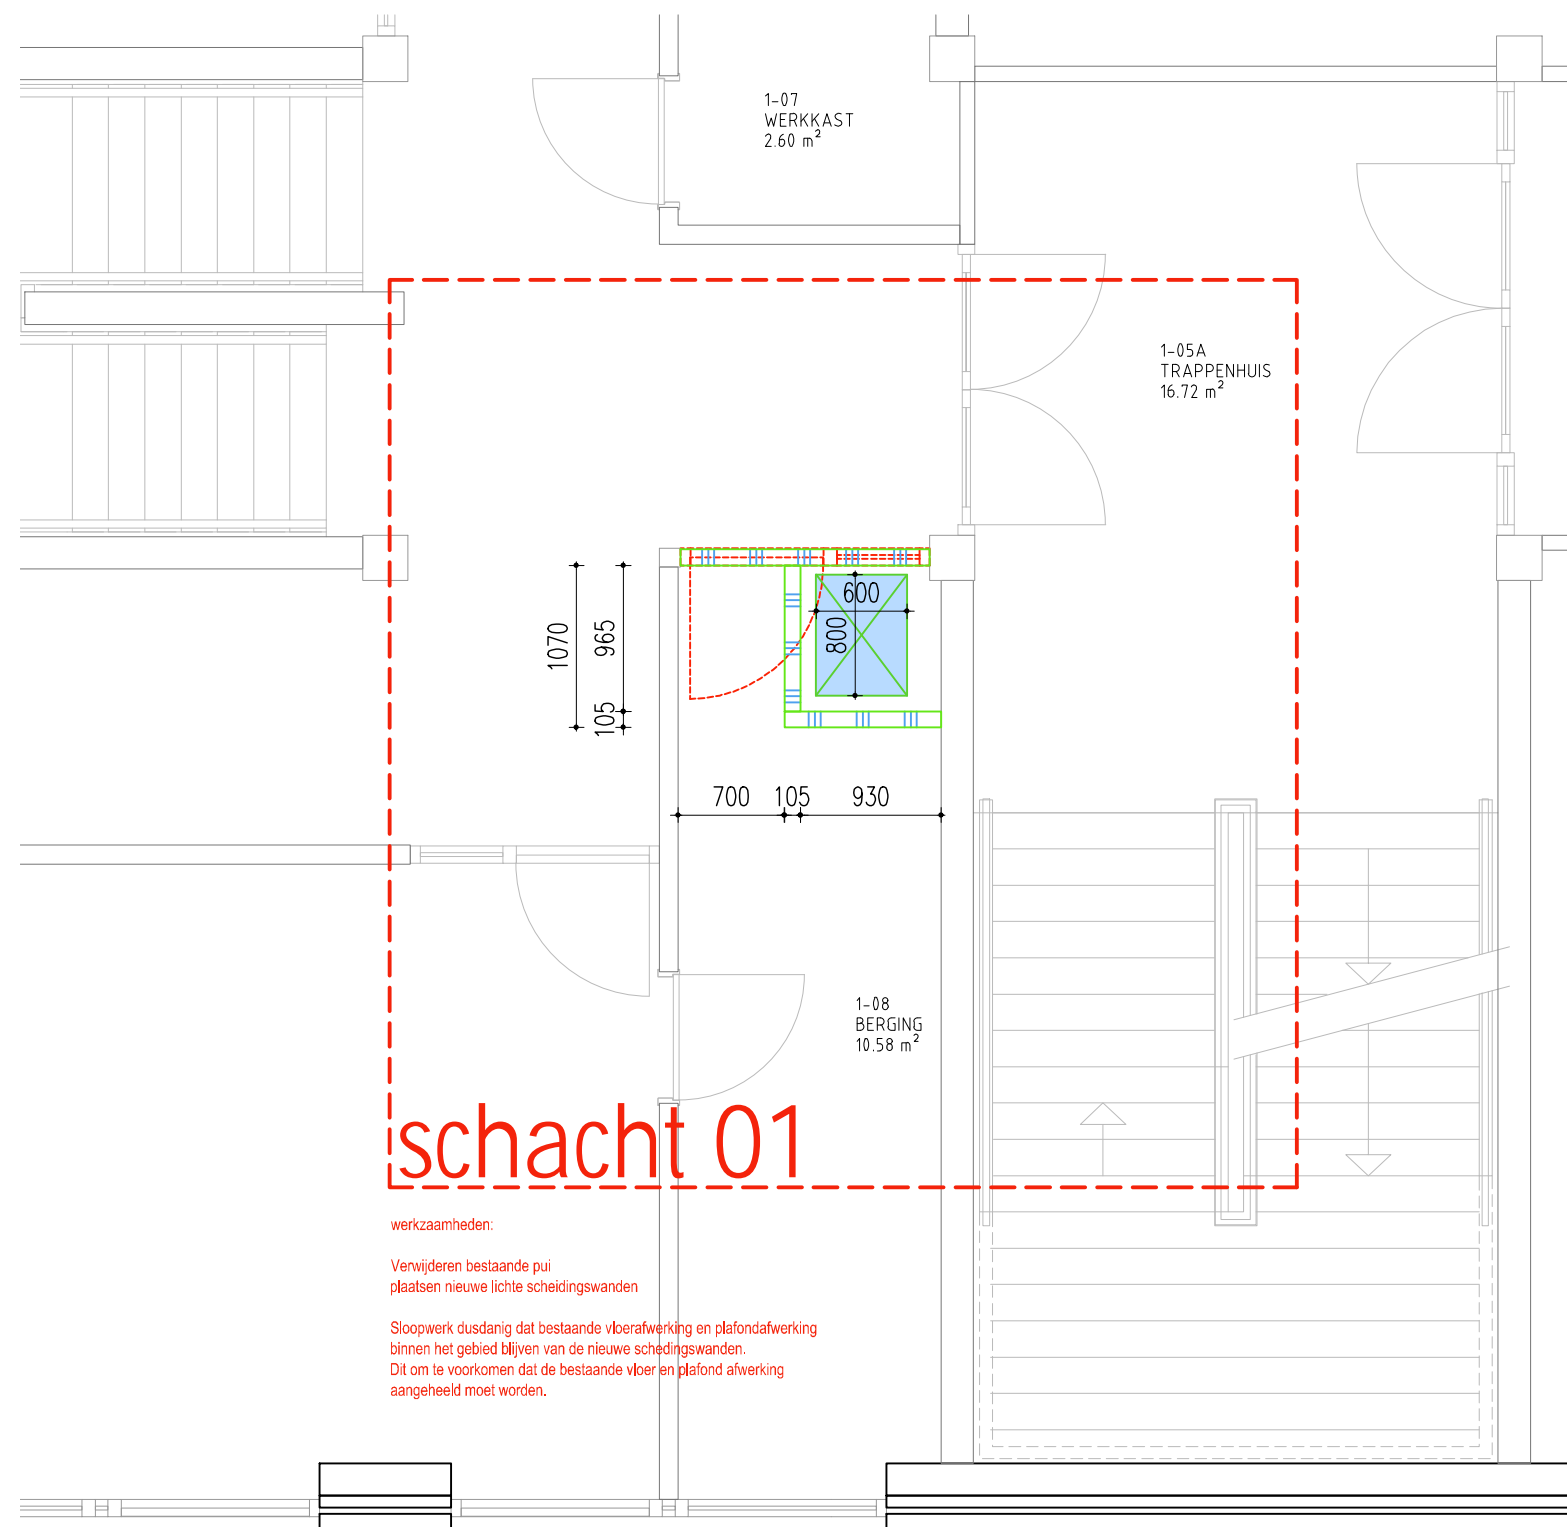 1-07
WERKKAST
2.60 m²
1-05A
TRAPPENHUIS
16.72 m²
600
800
1070
965
105
700
105
930
1-08
BERGING
10.58 m²
schacht 01
werkzaamheden:
Verwijderen bestaande pui
plaatsen nieuwe lichte scheidingswanden
Sloopwerk dusdanig dat bestaande vloerafwerking en plafondafwerking
binnen het gebied blijven van de nieuwe schedingswanden.
Dit om te voorkomen dat de bestaande vloer en plafond afwerking
aangeheeld moet worden.